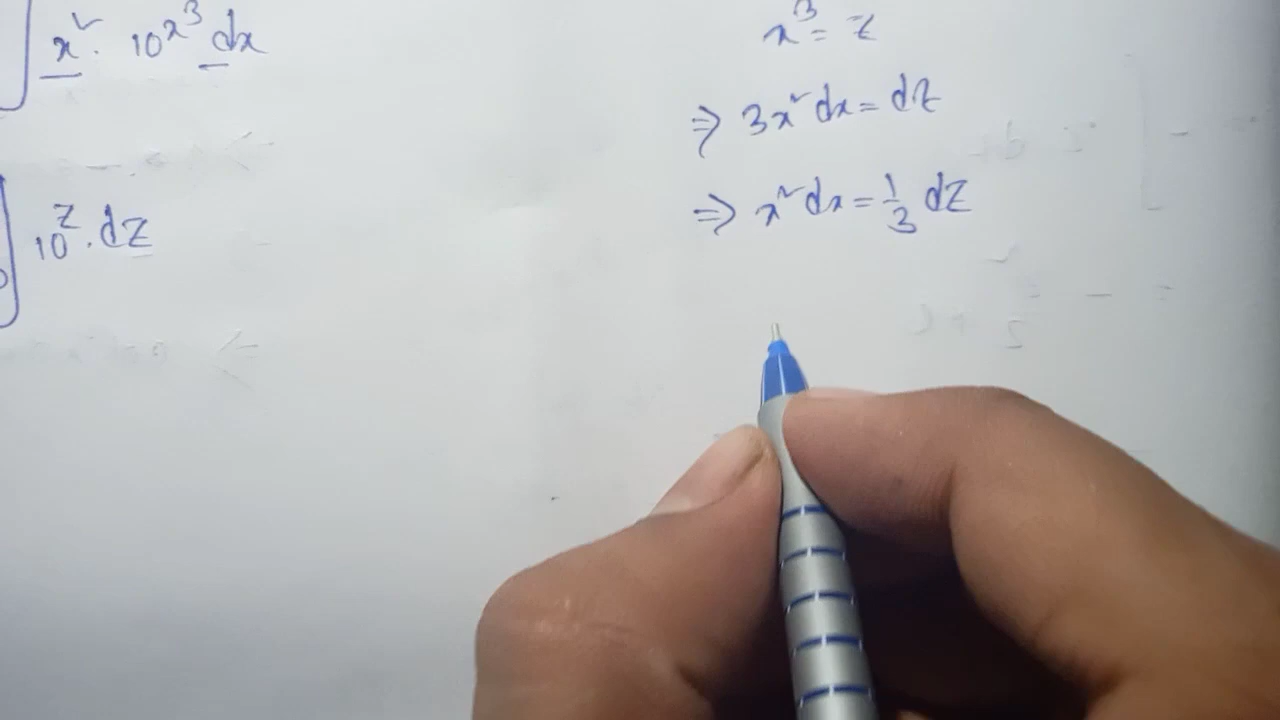 ∫ x². 10^x³ dx
x³ = z
⇒ 3x² dx = dz
⇒ x² dx = 1/3 dz
∫ 10^z . dz